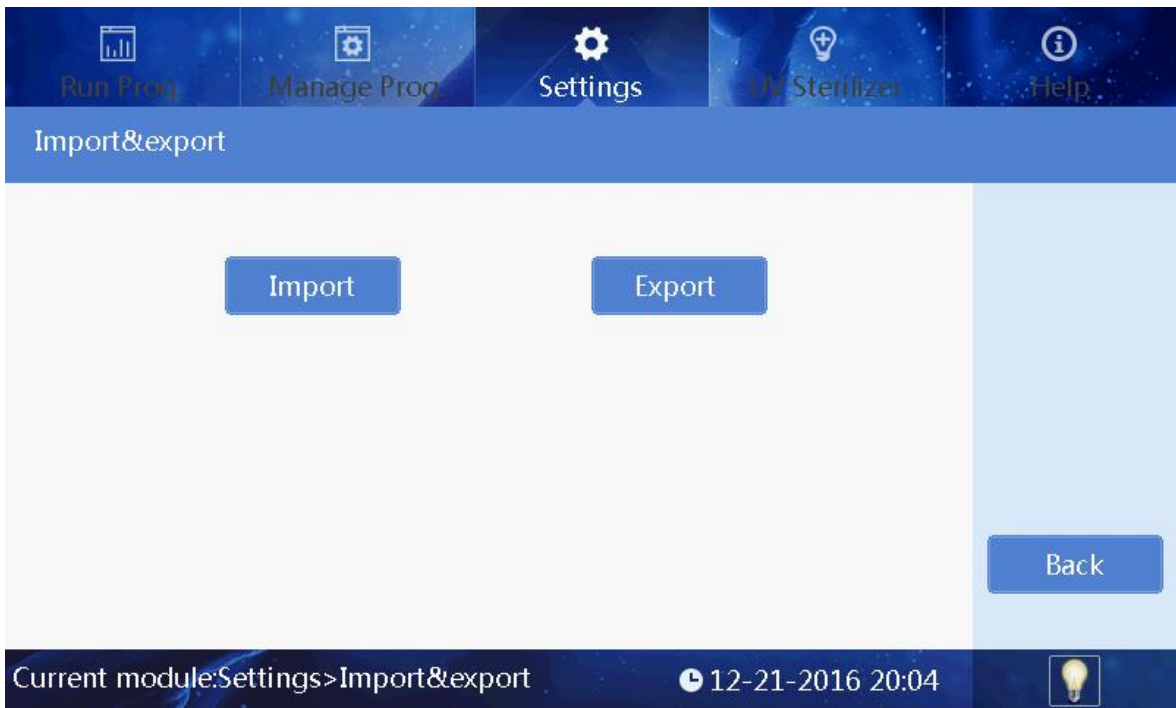 Run Prog.
Manage Prog.
Settings
UV Sterilizer
Help
Import&export
Import
Export
Back
Current module:Settings>Import&export
12-21-2016 20:04